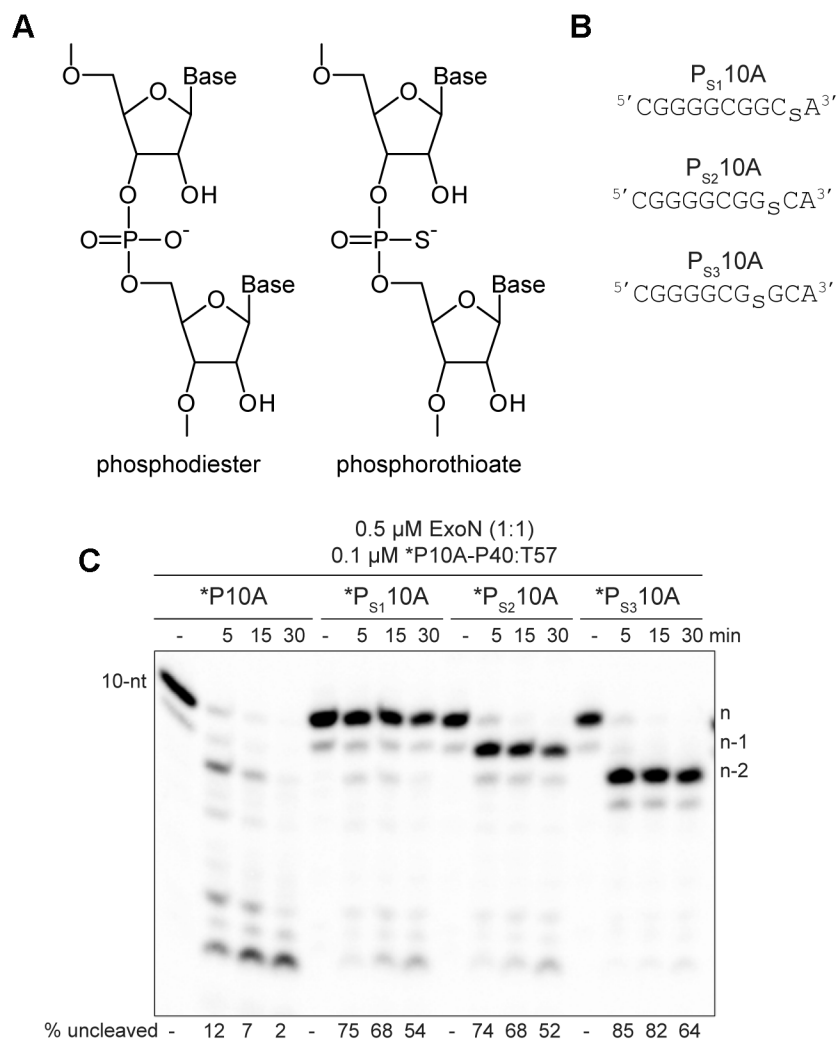 A
B
O Base
O
O OH
O=P-O-
O Base
O
O OH
phosphodiester
O Base
O
O OH
O=P-S-
O Base
O
O OH
phosphorothioate
PS110A
5′CGGGGCGGCSA3′
PS210A
5′CGGGGCGGSCA3′
PS310A
5′CGGGGCGSGCA3′
C
0.5 µM ExoN (1:1)
0.1 µM *P10A-P40:T57
*P10A *PS110A *PS210A *PS310A
- 5 15 30 - 5 15 30 - 5 15 30 - 5 15 30 min
10-nt
n
n-1
n-2
% uncleaved - 12 7 2 - 75 68 54 - 74 68 52 - 85 82 64